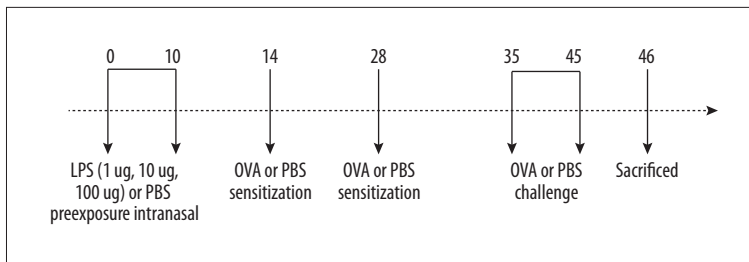 0 10 14 28 35 45 46
LPS (1 ug, 10 ug,
100 ug) or PBS
preexposure intranasal
OVA or PBS
sensitization
OVA or PBS
sensitization
OVA or PBS
challenge
Sacrificed